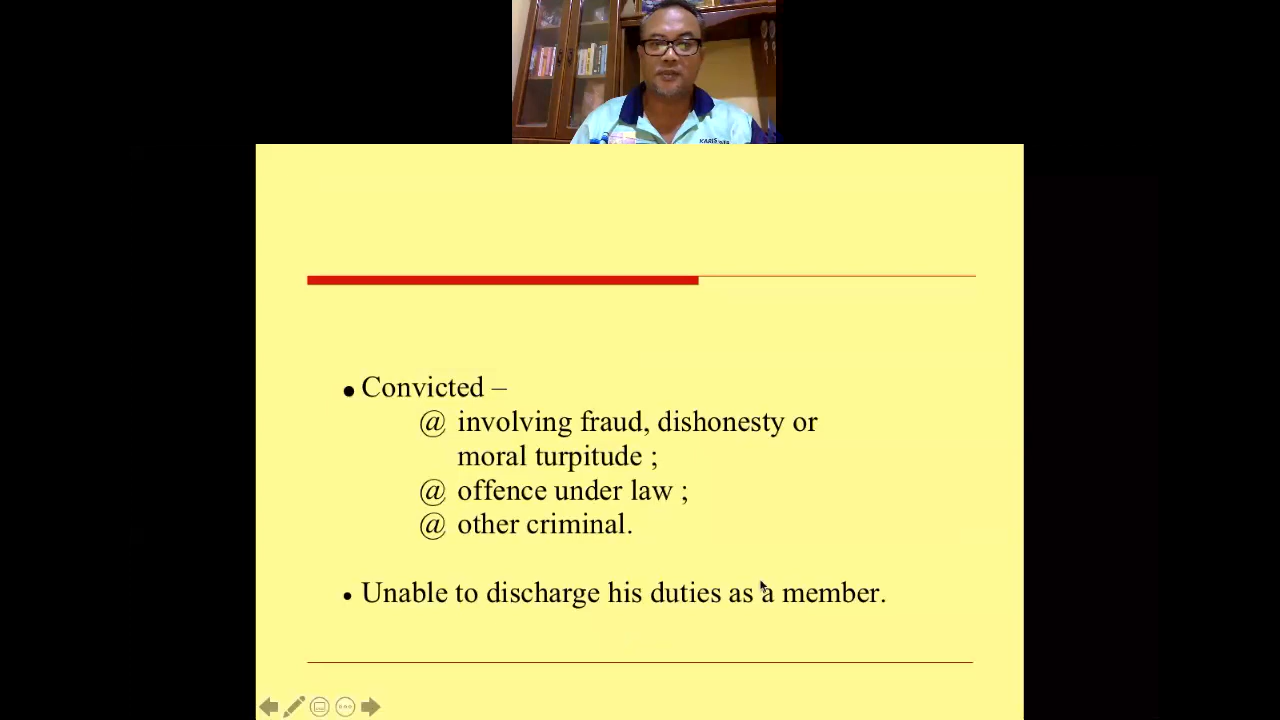 ● Convicted –
@ involving fraud, dishonesty or
moral turpitude ;
@ offence under law ;
@ other criminal.
• Unable to discharge his duties as a member.